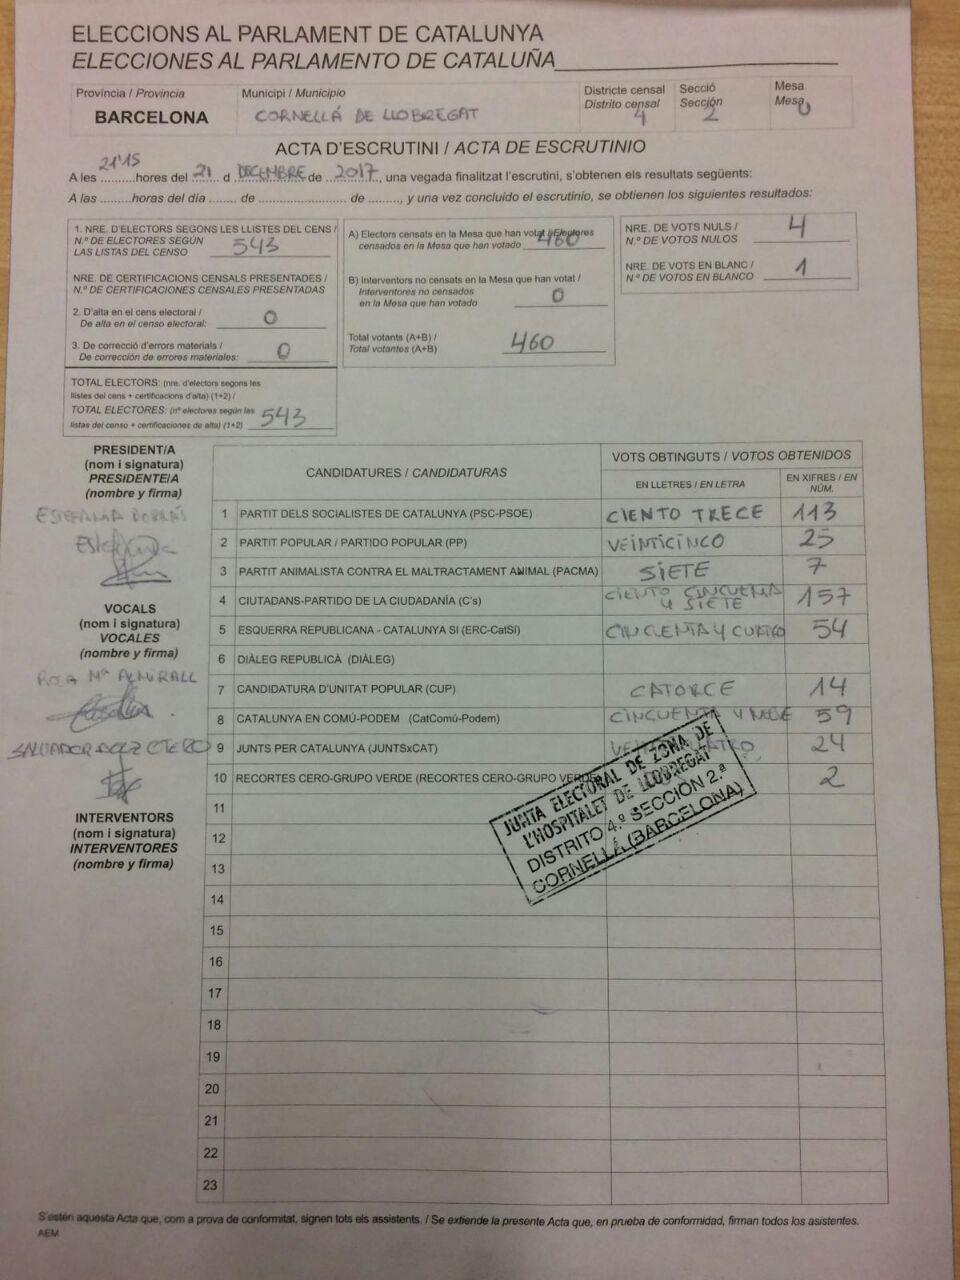 ELECCIONS AL PARLAMENT DE CATALUNYA
ELECCIONES AL PARLAMENTO DE CATALUÑA
Província / Provincia
BARCELONA
Municipi / Municipio
CORNELLÁ DE LLOBREGAT
Districte censal
Distrito censal
4
Secció
Sección
2
Mesa
Mesa
U
ACTA D'ESCRUTINI / ACTA DE ESCRUTINIO
A les 21'15 hores del 21 d DECEMBRE de 2017, una vegada finalitzat l'escrutini, s'obtenen els resultats següents:
A las .........horas del día ........ de ........................ de ........., y una vez concluido el escrutinio, se obtienen los siguientes resultados:
1. NRE. D'ELECTORS SEGONS LES LLISTES DEL CENS /
N.º DE ELECTORES SEGÚN
LAS LISTAS DEL CENSO 543
NRE. DE CERTIFICACIONS CENSALS PRESENTADES /
N.º DE CERTIFICACIONES CENSALES PRESENTADAS
2. D'alta en el cens electoral /
De alta en el censo electoral: 0
3. De correcció d'errors materials /
De corrección de errores materiales: 0
TOTAL ELECTORS: (nre. d'electors segons les
llistes del cens + certificacions d'alta) (1+2) /
TOTAL ELECTORES: (nº electores según las
listas del censo + certificaciones de alta) (1+2) 543
A) Electors censats en la Mesa que han votat / Electores
censados en la Mesa que han votado 460
B) Interventors no censats en la Mesa que han votat /
Interventores no censados
en la Mesa que han votado 0
Total votants (A+B) /
Total votantes (A+B) 460
NRE. DE VOTS NULS /
N.º DE VOTOS NULOS 4
NRE. DE VOTS EN BLANC /
N.º DE VOTOS EN BLANCO 1
PRESIDENT/A
(nom i signatura)
PRESIDENTE/A
(nombre y firma)
VOCALS
(nom i signatura)
VOCALES
(nombre y firma)
ROSA Mª ALMIRALL
SALVADOR
INTERVENTORS
(nom i signatura)
INTERVENTORES
(nombre y firma)
CANDIDATURES / CANDIDATURAS
VOTS OBTINGUTS / VOTOS OBTENIDOS
EN LLETRES / EN LETRA
EN XIFRES / EN NÚM.
1 PARTIT DELS SOCIALISTES DE CATALUNYA (PSC-PSOE) CIENTO TRECE 113
2 PARTIT POPULAR / PARTIDO POPULAR (PP) VEINTICINCO 25
3 PARTIT ANIMALISTA CONTRA EL MALTRACTAMENT ANIMAL (PACMA) SIETE 7
4 CIUTADANS-PARTIDO DE LA CIUDADANÍA (C's) CIENTO CINCUENTA Y SIETE 157
5 ESQUERRA REPUBLICANA - CATALUNYA SI (ERC-CatSí) CINCUENTA Y CUATRO 54
6 DIÀLEG REPUBLICÀ (DIÀLEG)
7 CANDIDATURA D'UNITAT POPULAR (CUP) CATORCE 14
8 CATALUNYA EN COMÚ-PODEM (CatComú-Podem) CINCUENTA Y NUEVE 59
9 JUNTS PER CATALUNYA (JUNTSxCAT) 24
10 RECORTES CERO-GRUPO VERDE (RECORTES CERO-GRUPO VERDE) 2
11
12
13
14
15
16
17
18
19
20
21
22
23
JUNTA ELECTORAL DE ZONA DE
L'HOSPITALET DE LLOBREGAT
DISTRITO 4.º SECCIÓN 2.ª
CORNELLÁ (BARCELONA)
S'estén aquesta Acta que, com a prova de conformitat, signen tots els assistents. / Se extiende la presente Acta que, en prueba de conformidad, firman todos los asistentes.
AEM